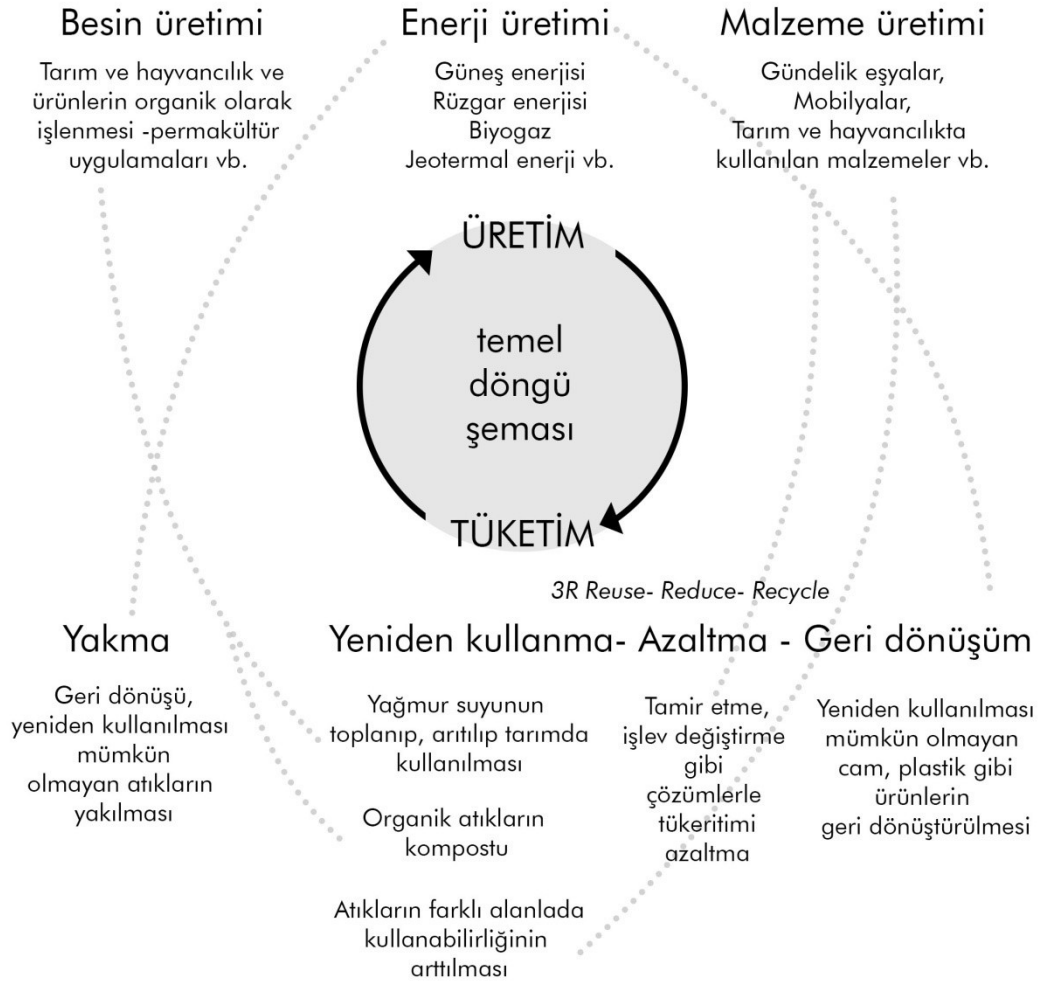 Besin üretimi
Tarım ve hayvancılık ve
ürünlerin organik olarak
işlenmesi -permakültür
uygulamaları vb.
Enerji üretimi
Güneş enerjisi
Rüzgar enerjisi
Biyogaz
Jeotermal enerji vb.
Malzeme üretimi
Gündelik eşyalar,
Mobilyalar,
Tarım ve hayvancılıkta
kullanılan malzemeler vb.
ÜRETİM
temel
döngü
şeması
TÜKETİM
3R Reuse- Reduce- Recycle
Yakma
Geri dönüşü,
yeniden kullanılması
mümkün
olmayan atıkların
yakılması
Yeniden kullanma- Azaltma - Geri dönüşüm
Yağmur suyunun
toplanıp, arıtılıp tarımda
kullanılması
Organik atıkların
kompostu
Atıkların farklı alanlada
kullanabilirliğinin
arttılması
Tamir etme,
işlev değiştirme
gibi
çözümlerle
tükeritimi
azaltma
Yeniden kullanılması
mümkün olmayan
cam, plastik gibi
ürünlerin
geri dönüştürülmesi